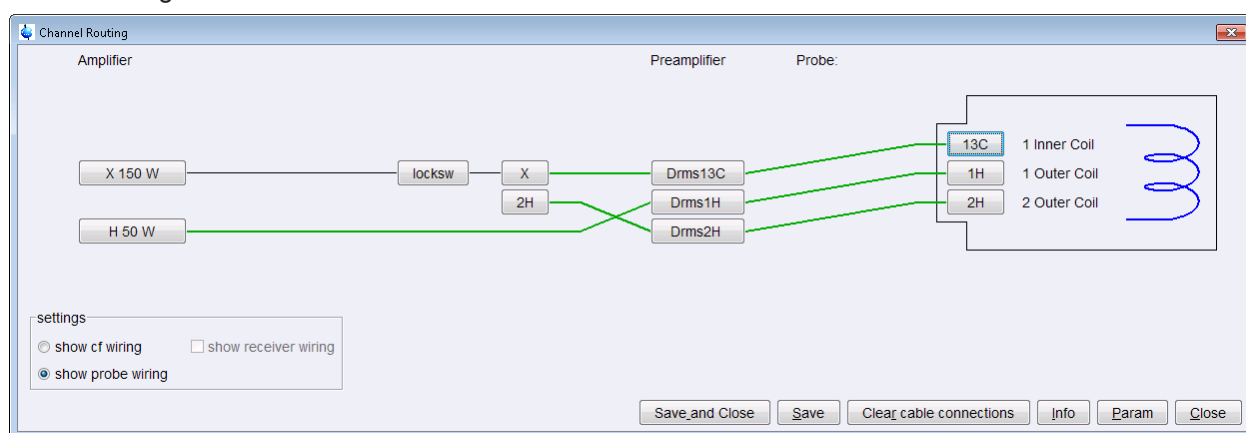 Channel Routing
Amplifier Preamplifier Probe:
13C 1 Inner Coil
X 150 W locksw X Drms13C 1H 1 Outer Coil
2H Drms1H 2H 2 Outer Coil
H 50 W Drms2H
settings
show cf wiring show receiver wiring
show probe wiring
Save and Close Save Clear cable connections Info Param Close